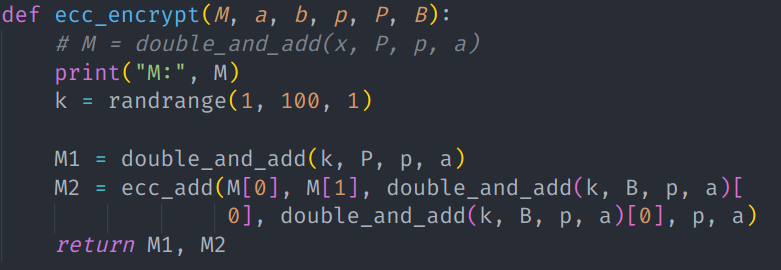 def ecc_encrypt(M, a, b, p, P, B):
    # M = double_and_add(x, P, p, a)
    print("M:", M)
    k = randrange(1, 100, 1)

    M1 = double_and_add(k, P, p, a)
    M2 = ecc_add(M[0], M[1], double_and_add(k, B, p, a)[
                 0], double_and_add(k, B, p, a)[0], p, a)
    return M1, M2